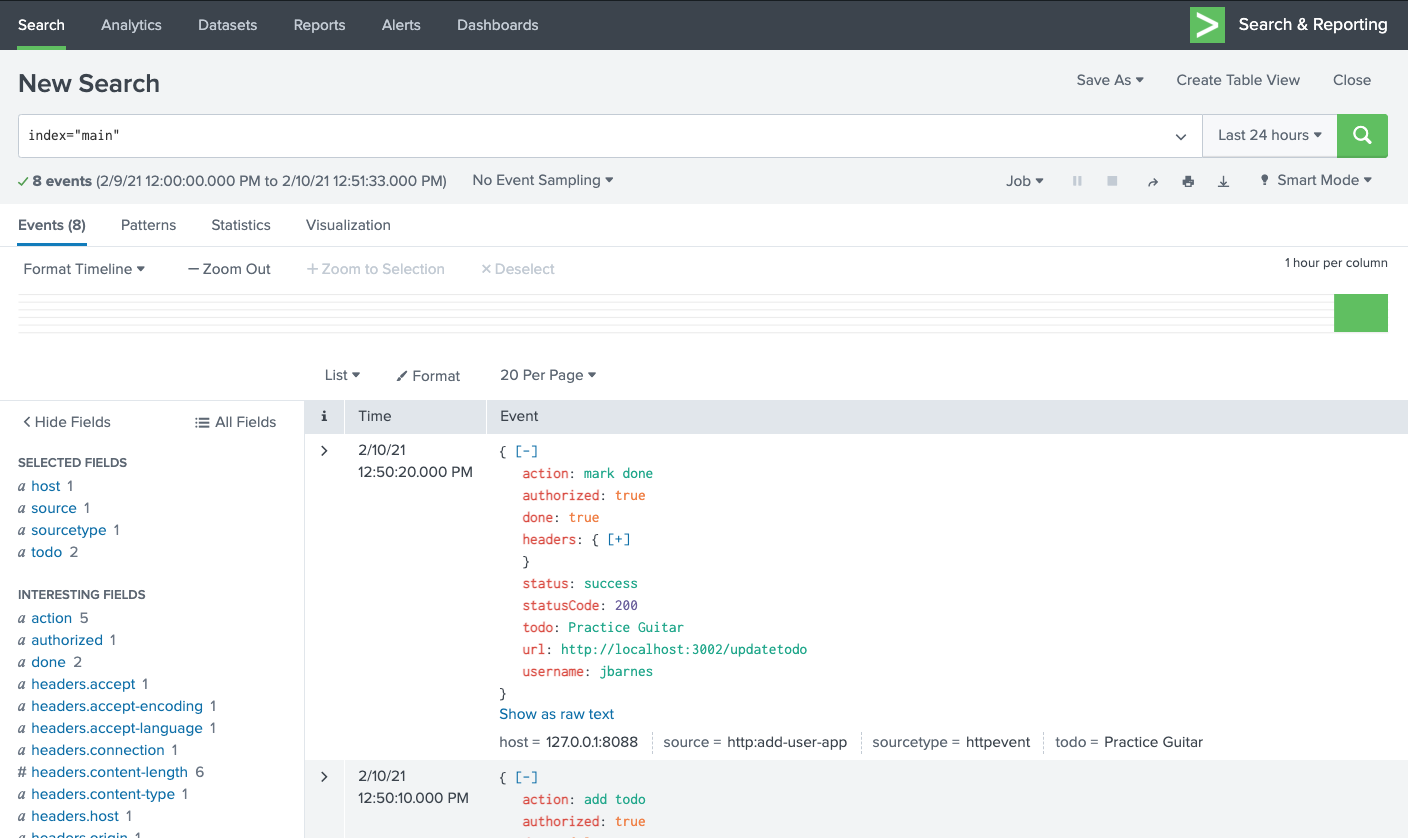 Search Analytics Datasets Reports Alerts Dashboards Search & Reporting
New Search Save As Create Table View Close
index="main" Last 24 hours
8 events (2/9/21 12:00:00.000 PM to 2/10/21 12:51:33.000 PM) No Event Sampling Job Smart Mode
Events (8) Patterns Statistics Visualization
Format Timeline — Zoom Out + Zoom to Selection × Deselect 1 hour per column
List Format 20 Per Page
Hide Fields All Fields
SELECTED FIELDS
a host 1
a source 1
a sourcetype 1
a todo 2
INTERESTING FIELDS
a action 5
a authorized 1
a done 2
a headers.accept 1
a headers.accept-encoding 1
a headers.accept-language 1
a headers.connection 1
# headers.content-length 6
a headers.content-type 1
a headers.host 1
a headers.origin 1
i Time Event
2/10/21
12:50:20.000 PM
{ [-]
action: mark done
authorized: true
done: true
headers: { [+]
}
status: success
statusCode: 200
todo: Practice Guitar
url: http://localhost:3002/updatetodo
username: jbarnes
}
Show as raw text
host = 127.0.0.1:8088 source = http:add-user-app sourcetype = httpevent todo = Practice Guitar
2/10/21
12:50:10.000 PM
{ [-]
action: add todo
authorized: true